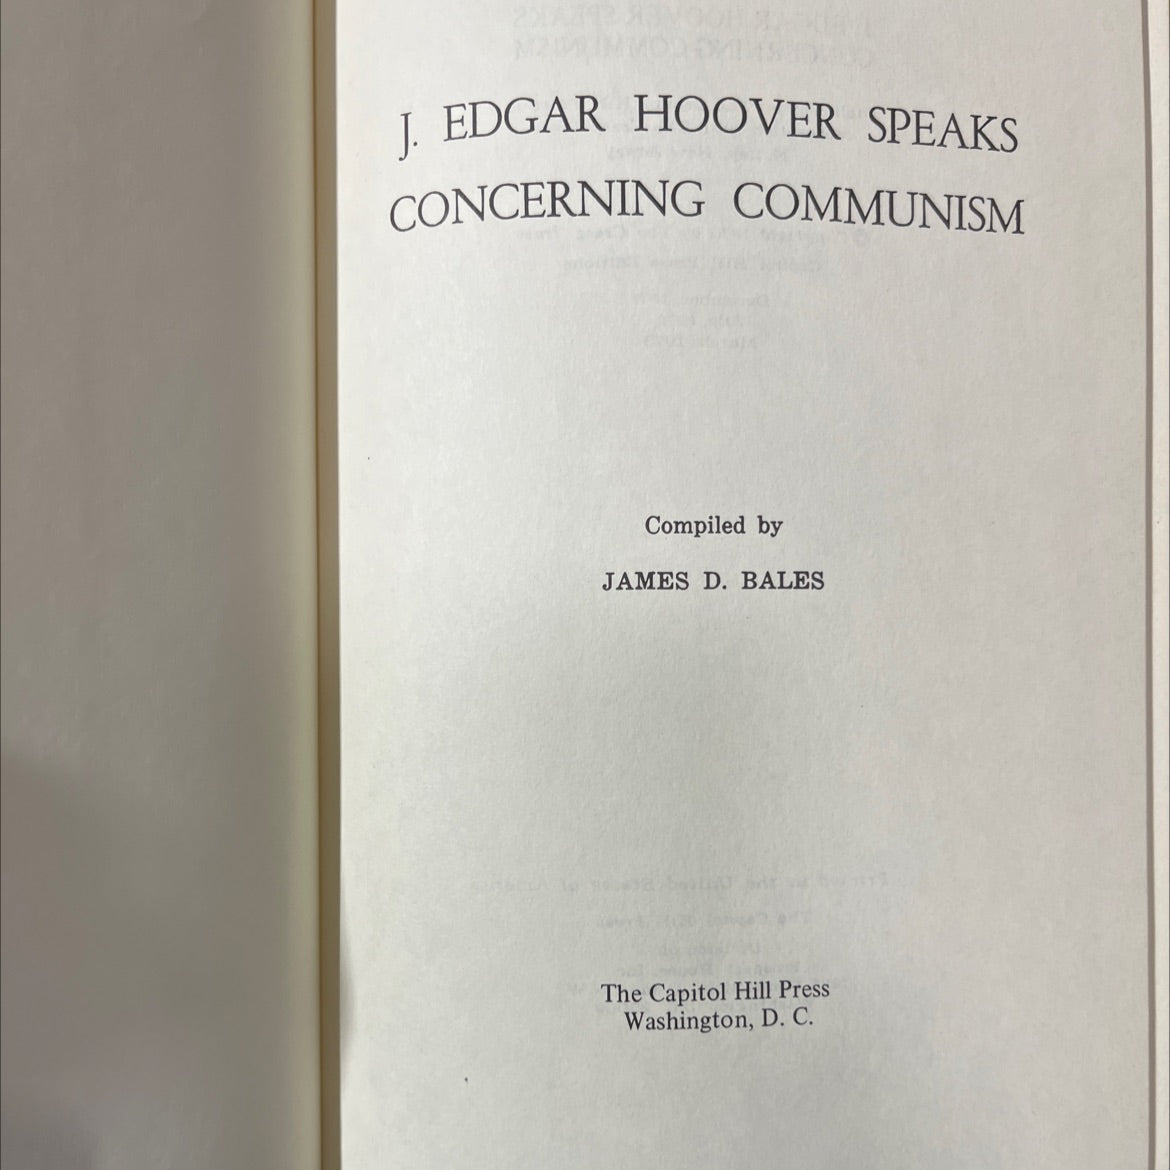 J. EDGAR HOOVER SPEAKS
CONCERNING COMMUNISM
Compiled by
JAMES D. BALES
The Capitol Hill Press
Washington, D. C.